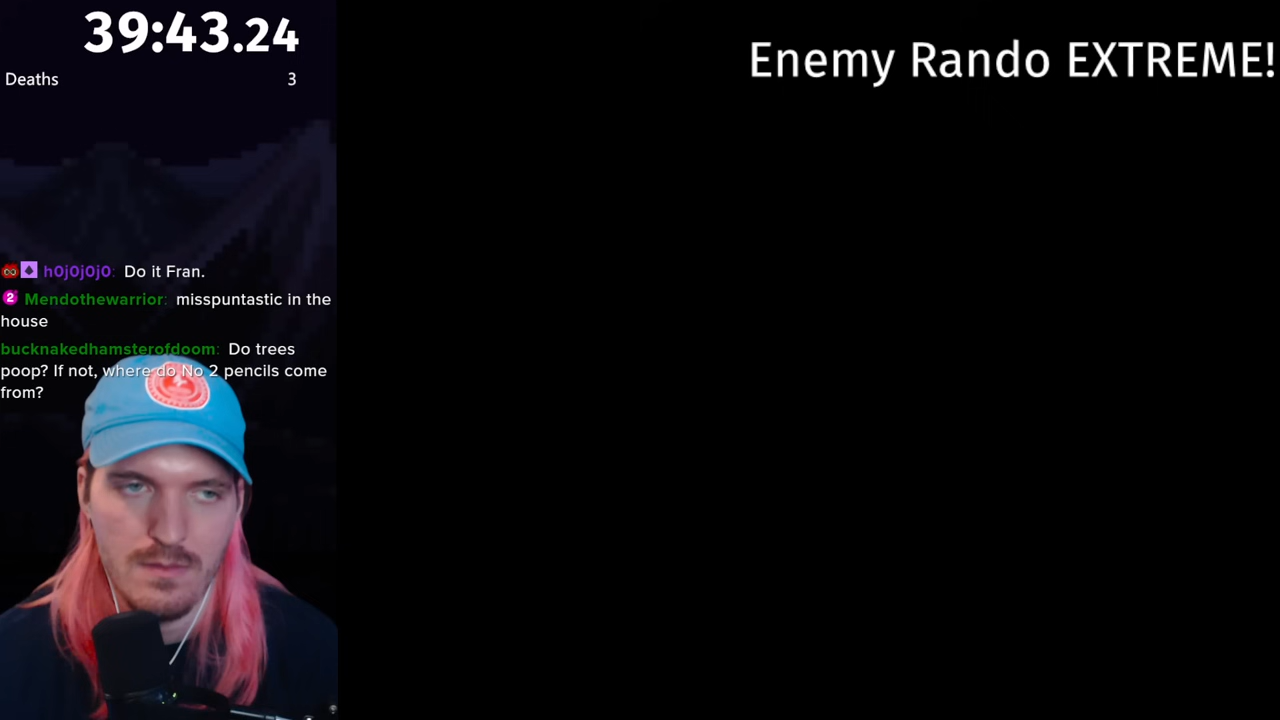 39:43.24
Enemy Rando EXTREME!
Deaths 3
h0j0j0j0: Do it Fran.
2 Mendothewarrior: misspuntastic in the
house
bucknakedhamsterofdoom: Do trees
poop? If not, where do No 2 pencils come
from?